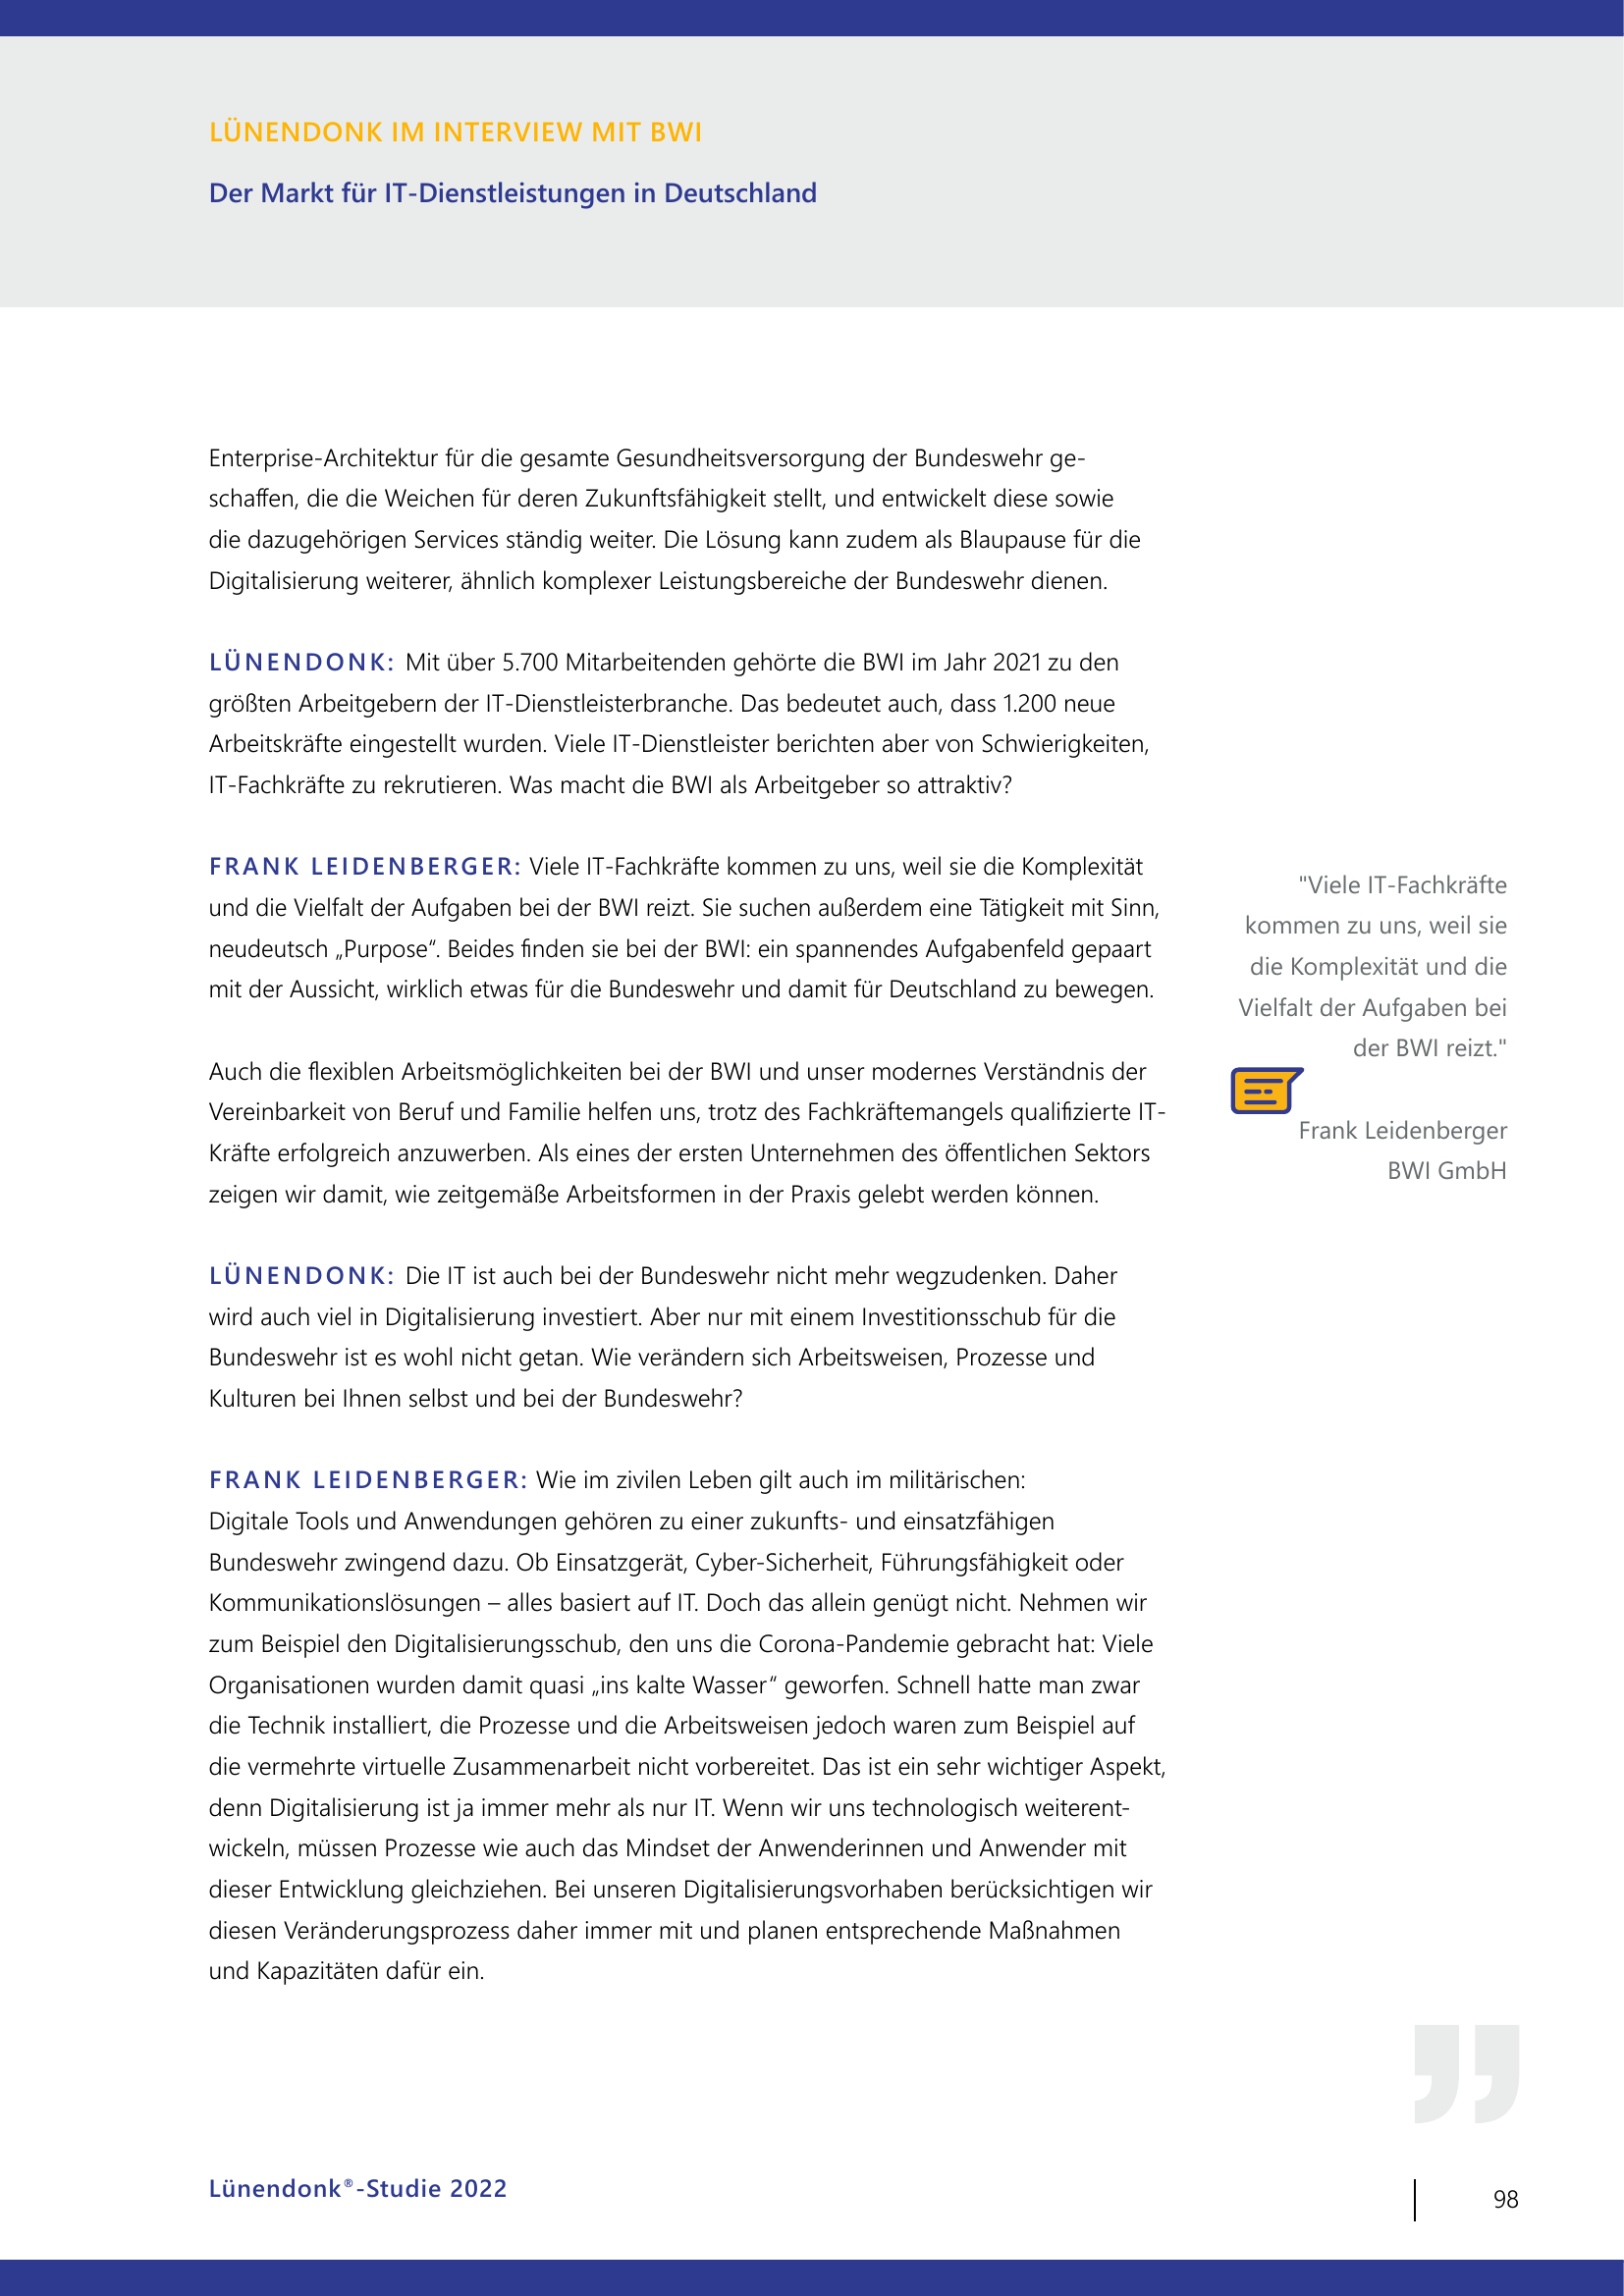 LÜNENDONK IM INTERVIEW MIT BWI
Der Markt für IT-Dienstleistungen in Deutschland
Enterprise-Architektur für die gesamte Gesundheitsversorgung der Bundeswehr ge-
schaffen, die die Weichen für deren Zukunftsfähigkeit stellt, und entwickelt diese sowie
die dazugehörigen Services ständig weiter. Die Lösung kann zudem als Blaupause für die
Digitalisierung weiterer, ähnlich komplexer Leistungsbereiche der Bundeswehr dienen.
LÜNENDONK: Mit über 5.700 Mitarbeitenden gehörte die BWI im Jahr 2021 zu den
größten Arbeitgebern der IT-Dienstleisterbranche. Das bedeutet auch, dass 1.200 neue
Arbeitskräfte eingestellt wurden. Viele IT-Dienstleister berichten aber von Schwierigkeiten,
IT-Fachkräfte zu rekrutieren. Was macht die BWI als Arbeitgeber so attraktiv?
FRANK LEIDENBERGER: Viele IT-Fachkräfte kommen zu uns, weil sie die Komplexität
und die Vielfalt der Aufgaben bei der BWI reizt. Sie suchen außerdem eine Tätigkeit mit Sinn,
neudeutsch „Purpose“. Beides finden sie bei der BWI: ein spannendes Aufgabenfeld gepaart
mit der Aussicht, wirklich etwas für die Bundeswehr und damit für Deutschland zu bewegen.
Auch die flexiblen Arbeitsmöglichkeiten bei der BWI und unser modernes Verständnis der
Vereinbarkeit von Beruf und Familie helfen uns, trotz des Fachkräftemangels qualifizierte IT-
Kräfte erfolgreich anzuwerben. Als eines der ersten Unternehmen des öffentlichen Sektors
zeigen wir damit, wie zeitgemäße Arbeitsformen in der Praxis gelebt werden können.
"Viele IT-Fachkräfte
kommen zu uns, weil sie
die Komplexität und die
Vielfalt der Aufgaben bei
der BWI reizt."
Frank Leidenberger
BWI GmbH
LÜNENDONK: Die IT ist auch bei der Bundeswehr nicht mehr wegzudenken. Daher
wird auch viel in Digitalisierung investiert. Aber nur mit einem Investitionsschub für die
Bundeswehr ist es wohl nicht getan. Wie verändern sich Arbeitsweisen, Prozesse und
Kulturen bei Ihnen selbst und bei der Bundeswehr?
FRANK LEIDENBERGER: Wie im zivilen Leben gilt auch im militärischen:
Digitale Tools und Anwendungen gehören zu einer zukunfts- und einsatzfähigen
Bundeswehr zwingend dazu. Ob Einsatzgerät, Cyber-Sicherheit, Führungsfähigkeit oder
Kommunikationslösungen – alles basiert auf IT. Doch das allein genügt nicht. Nehmen wir
zum Beispiel den Digitalisierungsschub, den uns die Corona-Pandemie gebracht hat: Viele
Organisationen wurden damit quasi „ins kalte Wasser“ geworfen. Schnell hatte man zwar
die Technik installiert, die Prozesse und die Arbeitsweisen jedoch waren zum Beispiel auf
die vermehrte virtuelle Zusammenarbeit nicht vorbereitet. Das ist ein sehr wichtiger Aspekt,
denn Digitalisierung ist ja immer mehr als nur IT. Wenn wir uns technologisch weiterent-
wickeln, müssen Prozesse wie auch das Mindset der Anwenderinnen und Anwender mit
dieser Entwicklung gleichziehen. Bei unseren Digitalisierungsvorhaben berücksichtigen wir
diesen Veränderungsprozess daher immer mit und planen entsprechende Maßnahmen
und Kapazitäten dafür ein.
Lünendonk®-Studie 2022
98